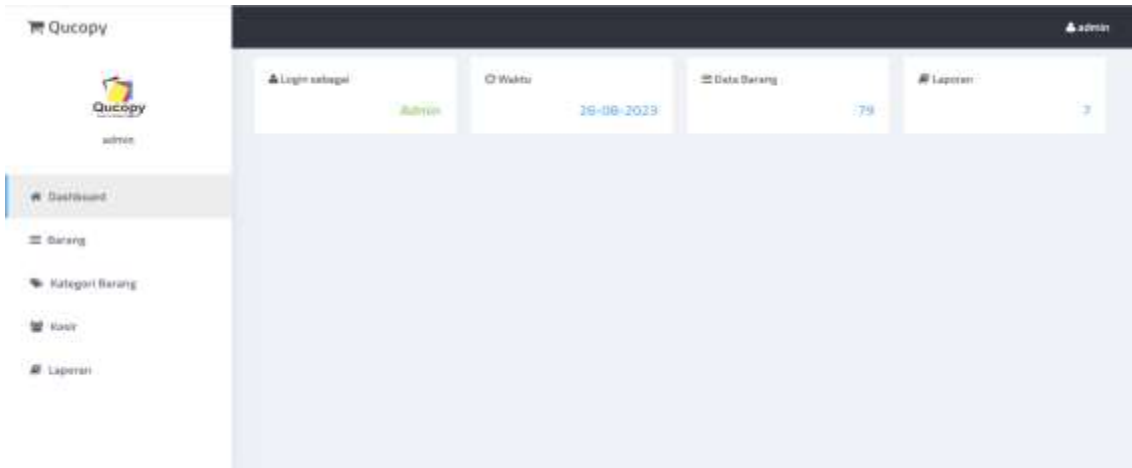 Qucopy
admin
Qucopy
admin
Login sebagai
Admin
Waktu
26-08-2023
Data Barang
79
Laporan
7
Dashboard
Barang
Kategori Barang
Kasir
Laporan